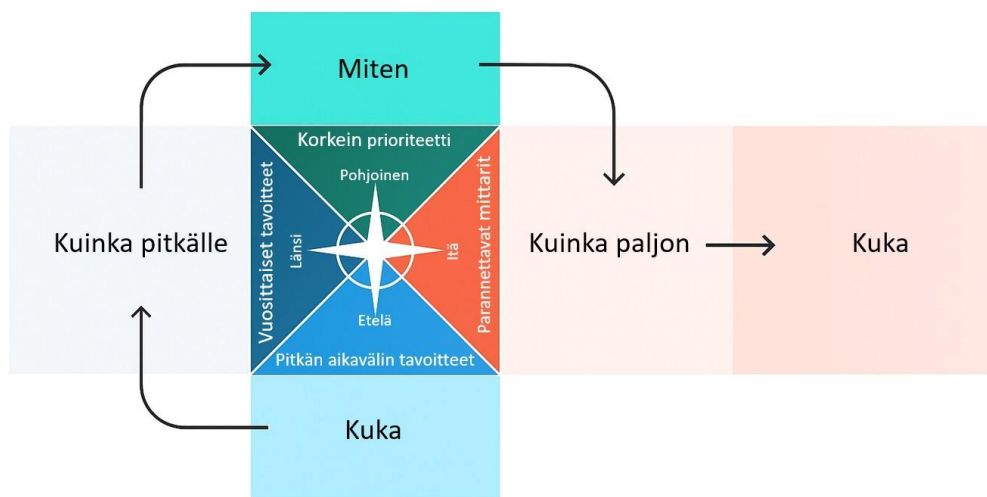 Miten
Korkein prioriteetti
Pohjoinen
Vuosittaiset tavoitteet
Länsi
Itä
Parannettavat mittarit
Etelä
Pitkän aikavälin tavoitteet
Kuinka pitkälle
Kuinka paljon
Kuka
Kuka